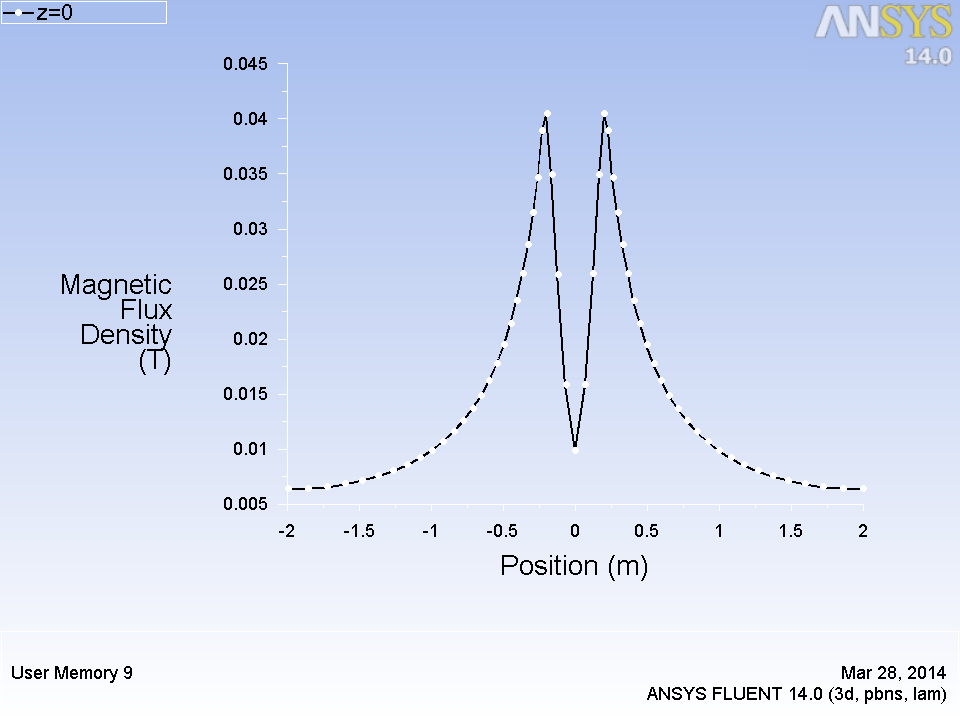 z=0
ANSYS
14.0
0.045
0.04
0.035
0.03
0.025
0.02
0.015
0.01
0.005
Magnetic
Flux
Density
(T)
-2 -1.5 -1 -0.5 0 0.5 1 1.5 2
Position (m)
User Memory 9
Mar 28, 2014
ANSYS FLUENT 14.0 (3d, pbns, lam)